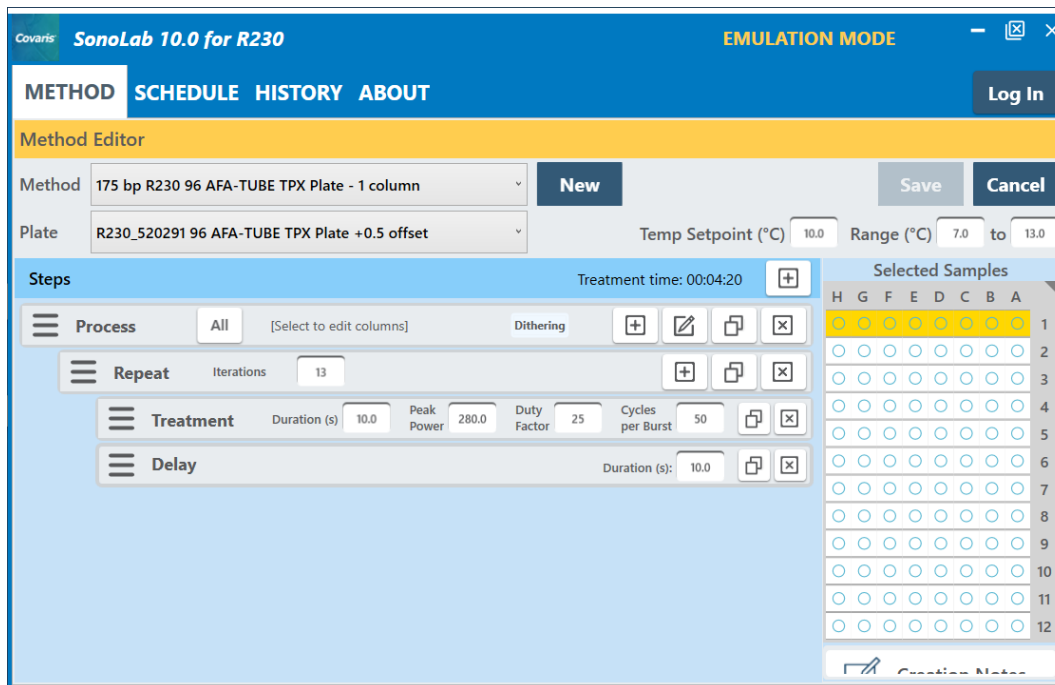 Covaris SonoLab 10.0 for R230 EMULATION MODE
METHOD SCHEDULE HISTORY ABOUT Log In
Method Editor
Method 175 bp R230 96 AFA-TUBE TPX Plate - 1 column New Save Cancel
Plate R230_520291 96 AFA-TUBE TPX Plate +0.5 offset Temp Setpoint (°C) 10.0 Range (°C) 7.0 to 13.0
Steps Treatment time: 00:04:20 Selected Samples
H G F E D C B A
Process All [Select to edit columns] Dithering 1
2
Repeat Iterations 13 3
Treatment Duration (s) 10.0 Peak Power 280.0 Duty Factor 25 Cycles per Burst 50 4
5
Delay Duration (s): 10.0 6
7
8
9
10
11
12
Creation Notes